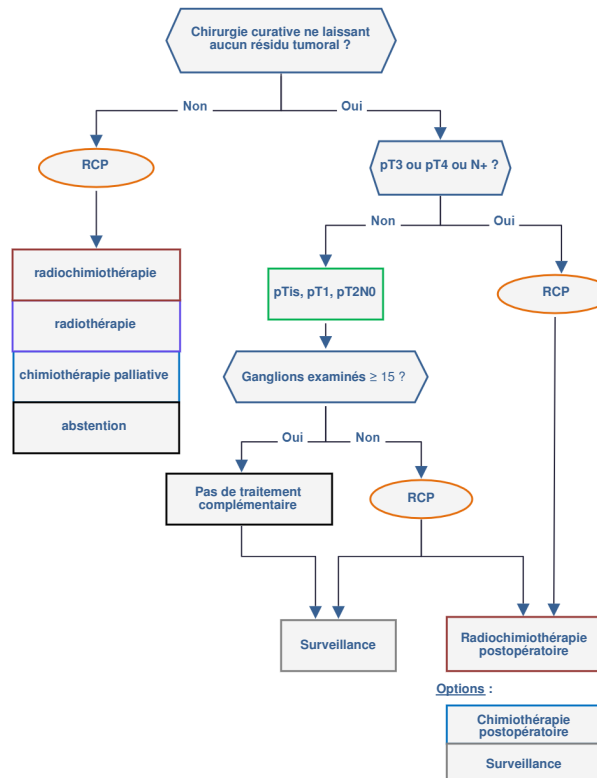 Chirurgie curative ne laissant
aucun résidu tumoral ?
Non
Oui
RCP
pT3 ou pT4 ou N+ ?
Non
Oui
radiochimiothérapie
radiothérapie
chimiothérapie palliative
abstention
pTis, pT1, pT2N0
RCP
Ganglions examinés ≥ 15 ?
Oui
Non
Pas de traitement
complémentaire
RCP
Surveillance
Radiochimiothérapie
postopératoire
Options :
Chimiothérapie
postopératoire
Surveillance